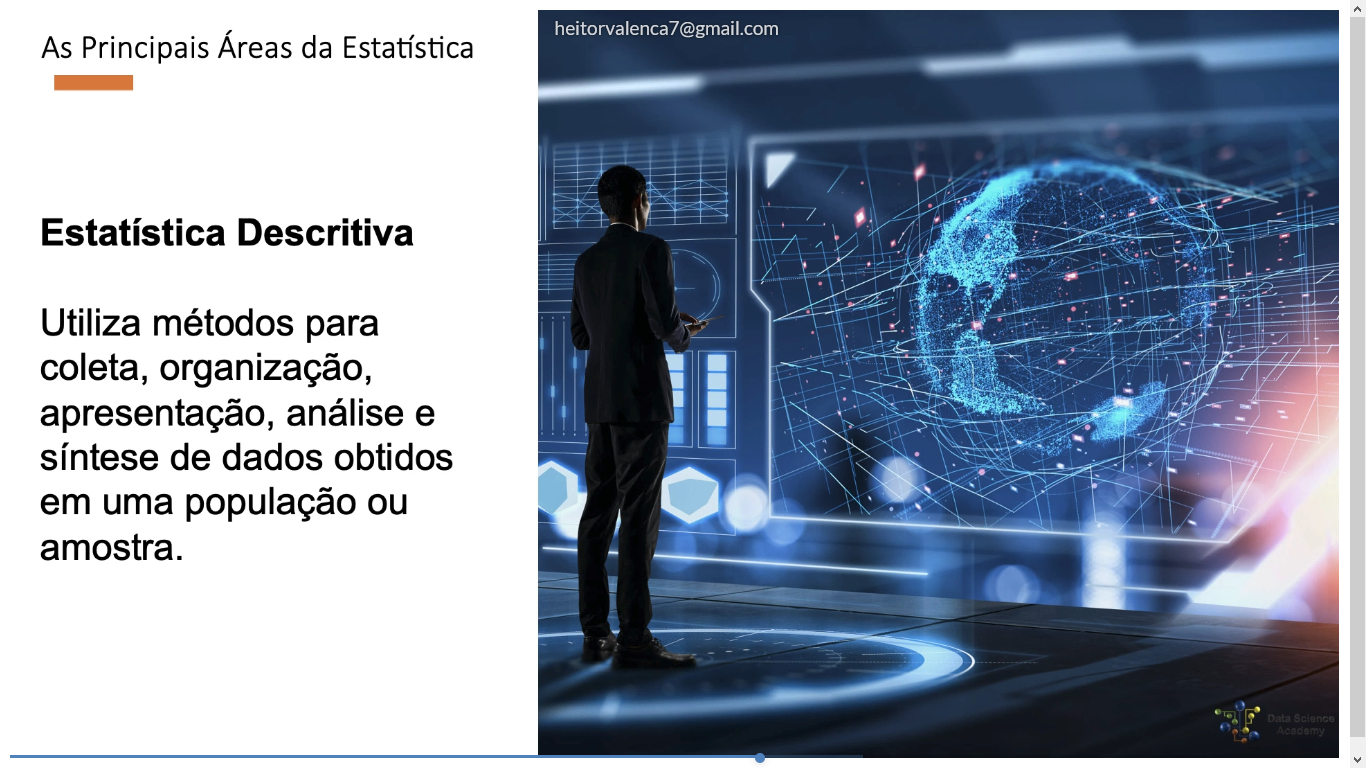 As Principais Áreas da Estatística
heitorvalenca7@gmail.com
Estatística Descritiva
Utiliza métodos para
coleta, organização,
apresentação, análise e
síntese de dados obtidos
em uma população ou
amostra.
Data Science
Academy